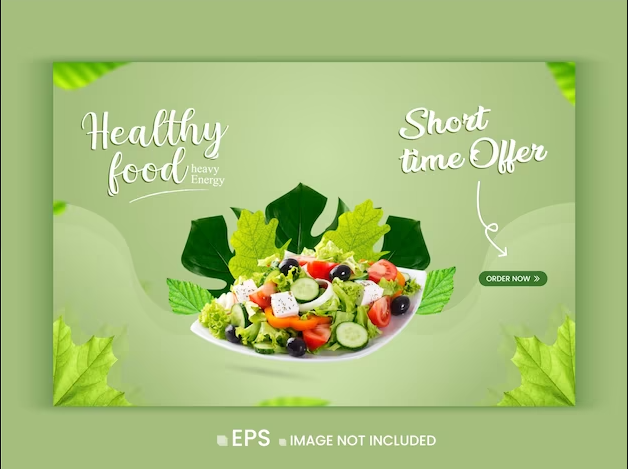 Healthy
food heavy
Energy
Short
time Offer
ORDER NOW »
EPS IMAGE NOT INCLUDED